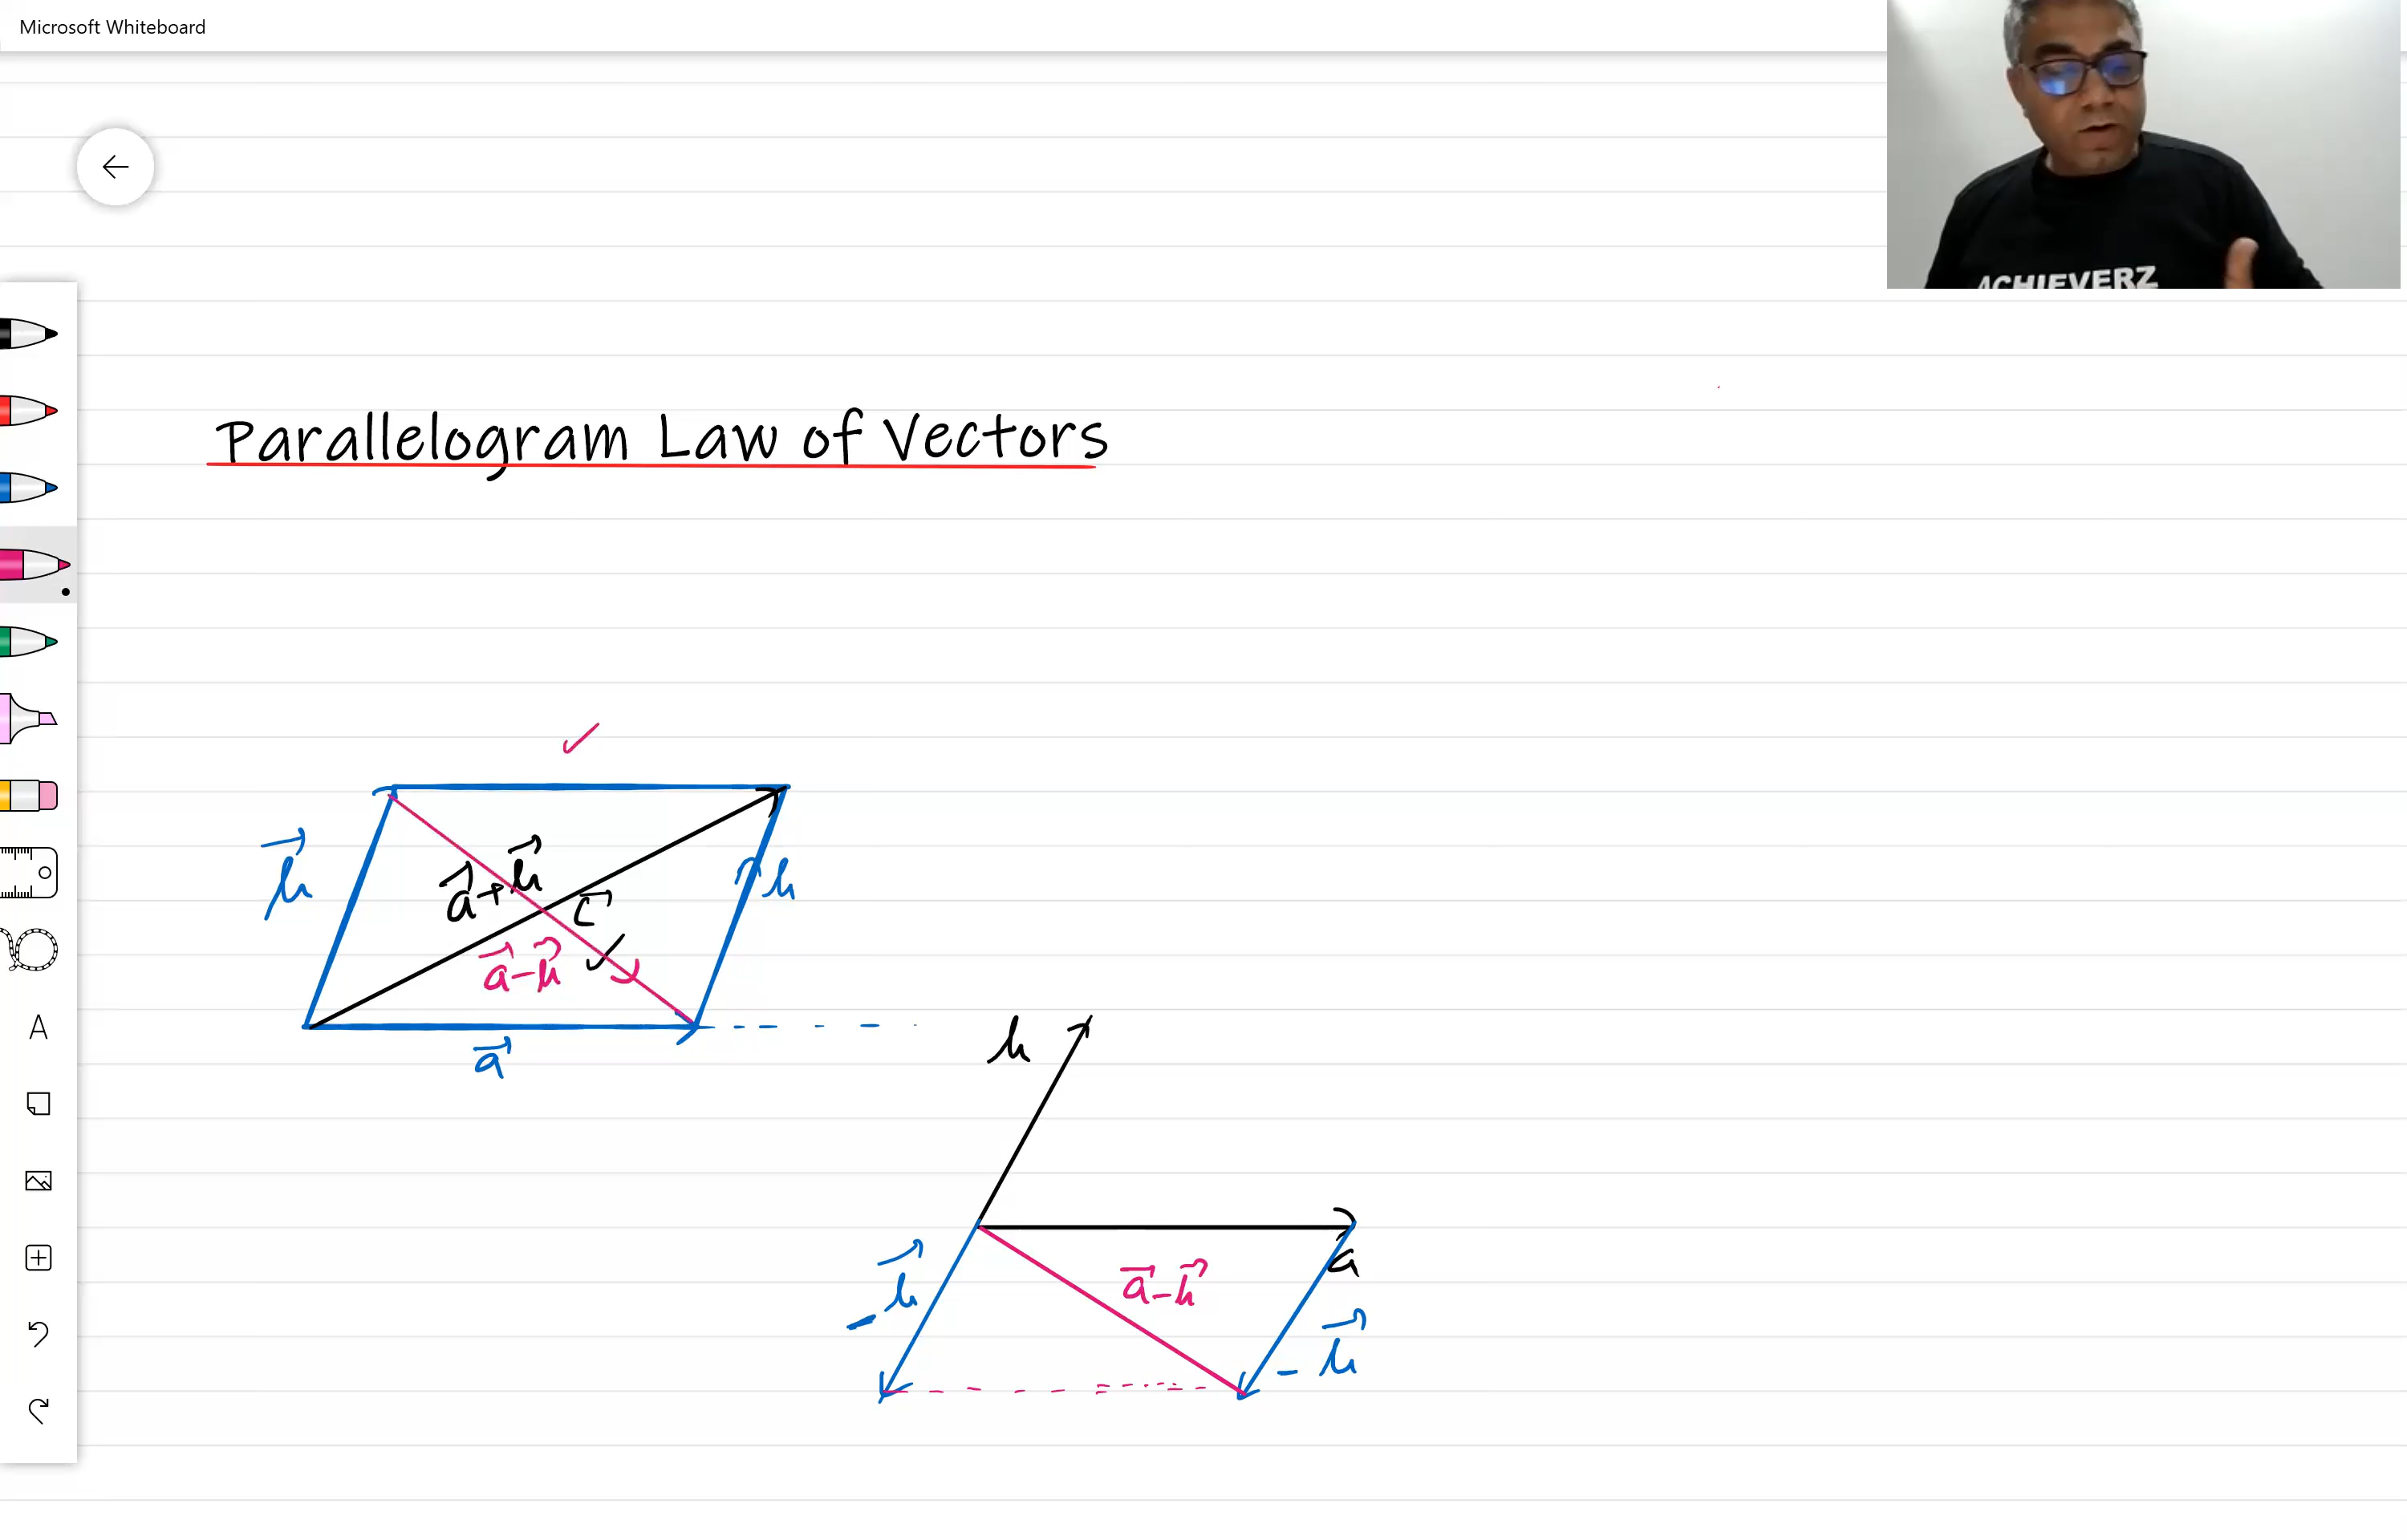 Microsoft Whiteboard
ACHIEVERZ
Parallelogram Law of Vectors
b⃗
a⃗+b⃗
c⃗
b
a⃗-b⃗
a⃗
b
a
-b⃗
a⃗-b⃗
-b⃗
A